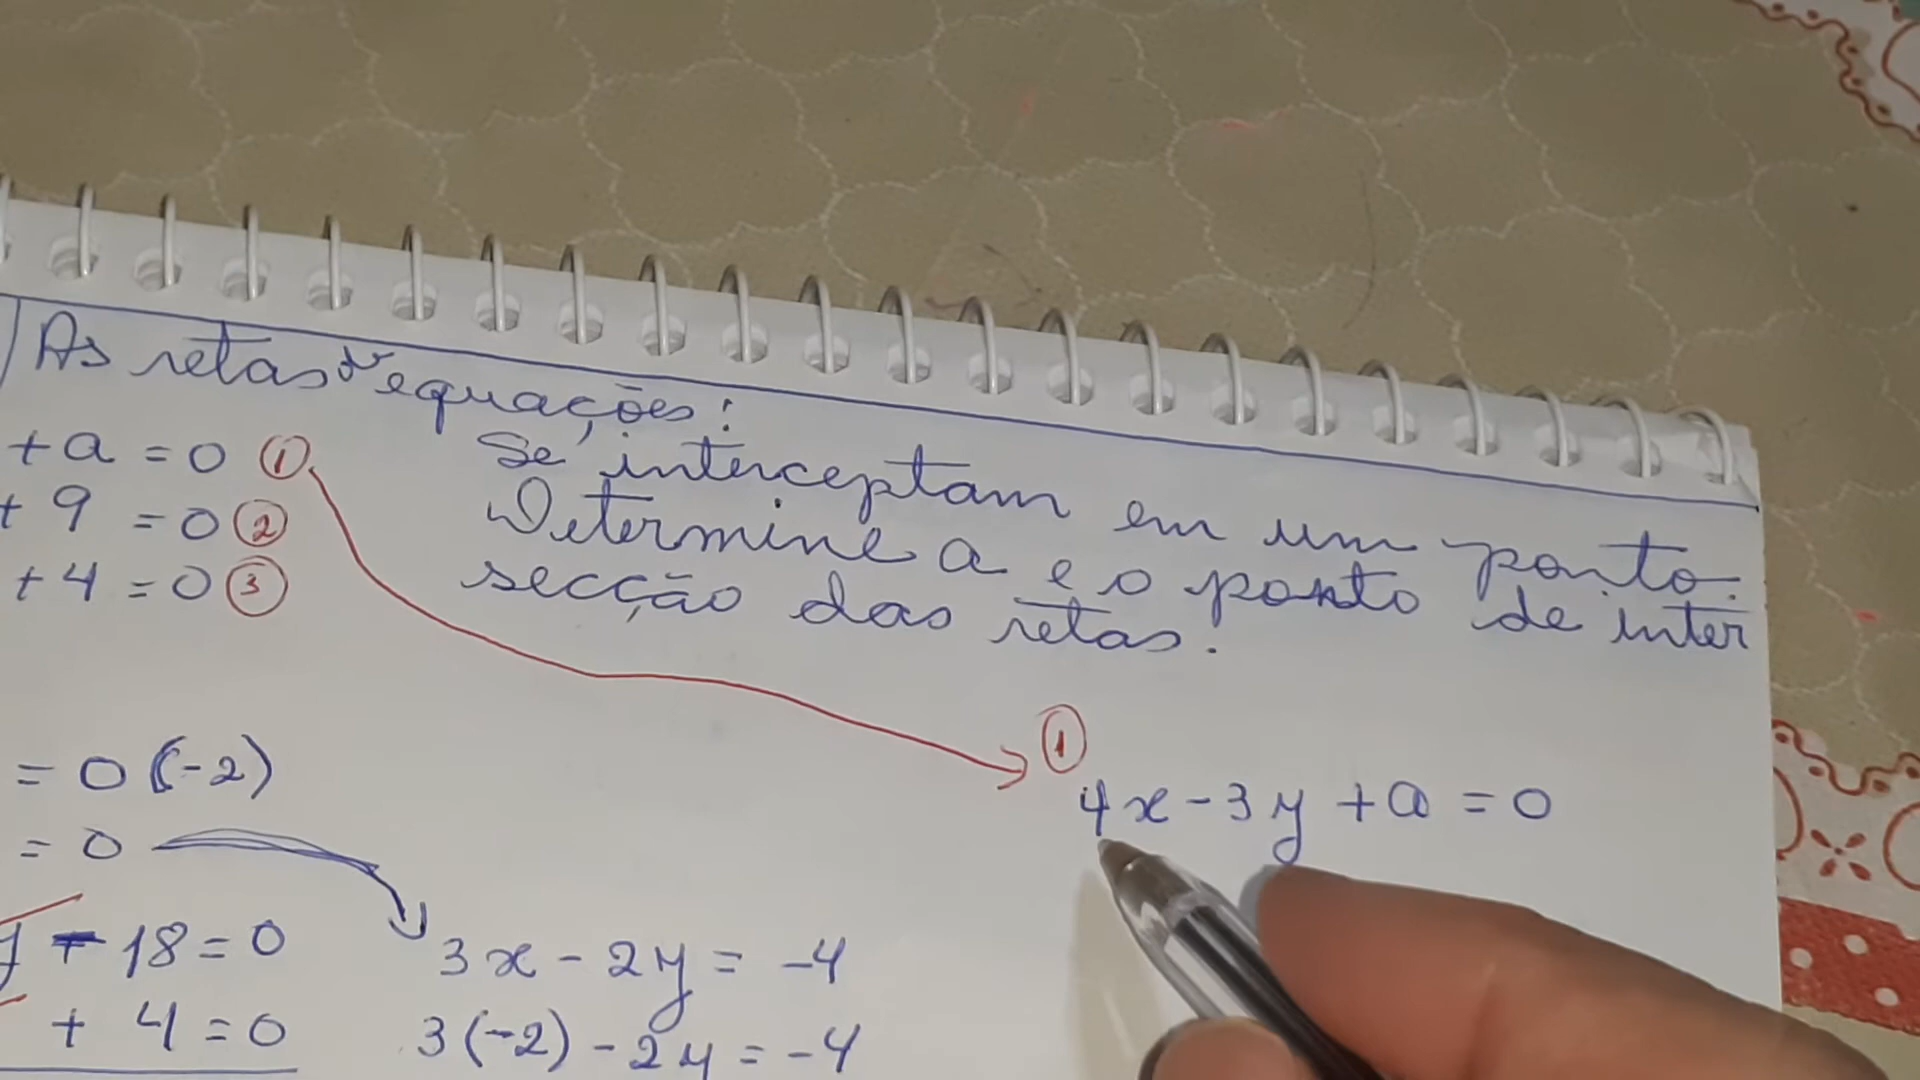 As retas de equações:
+ a = 0 ①
+ 9 = 0 ②
+ 4 = 0 ③
Se interceptam em um ponto.
Determine a e o ponto de inter
secção das retas.
①
4x - 3y + a = 0
= 0 (-2)
= 0
y - 18 = 0
+ 4 = 0
3x - 2y = -4
3(-2) - 2y = -4